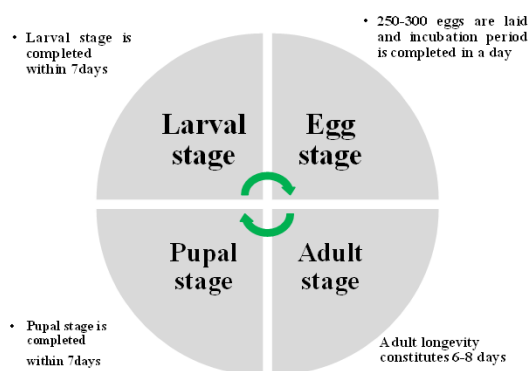 • Larval stage is
completed
within 7days
• 250-300 eggs are laid
and incubation period
is completed in a day
Larval
stage
Egg
stage
Pupal
stage
Adult
stage
• Pupal stage is
completed
within 7days
Adult longevity
constitutes 6-8 days